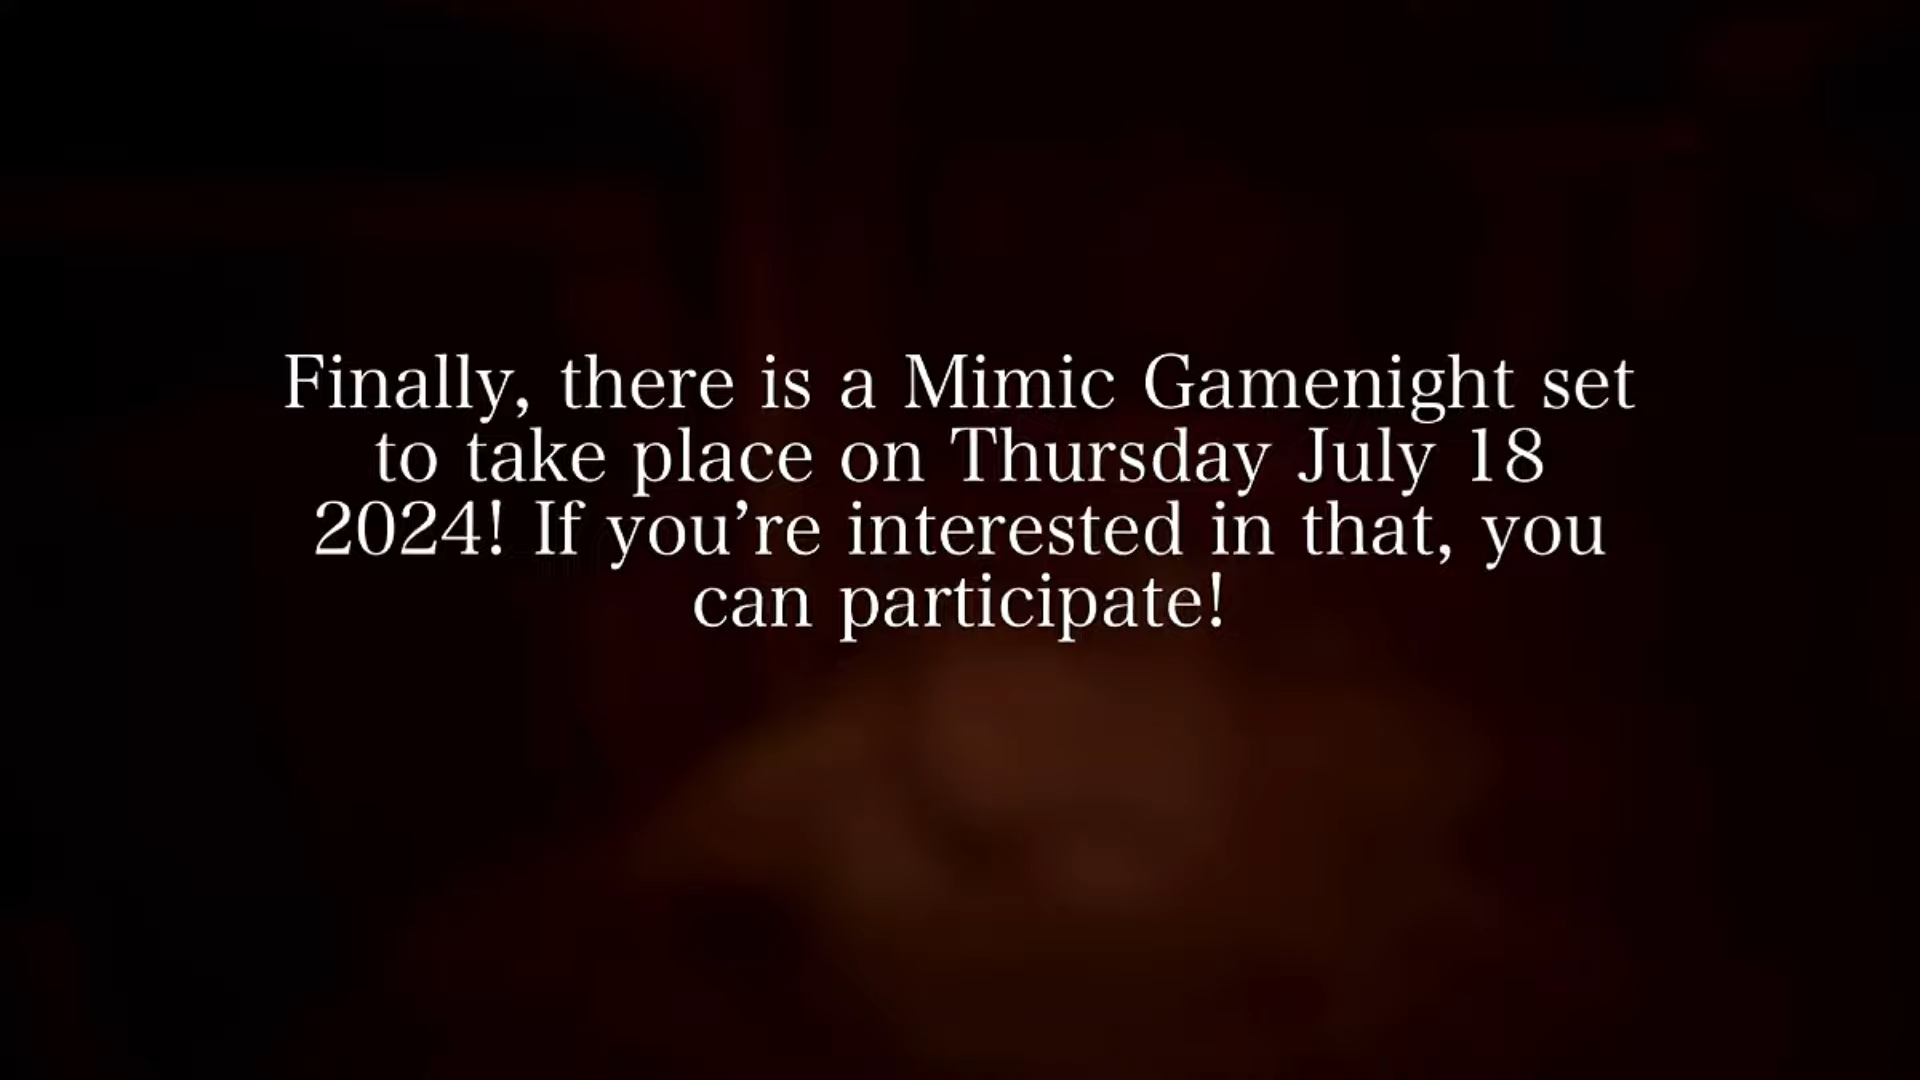 Finally, there is a Mimic Gamenight set
to take place on Thursday July 18
2024! If you’re interested in that, you
can participate!